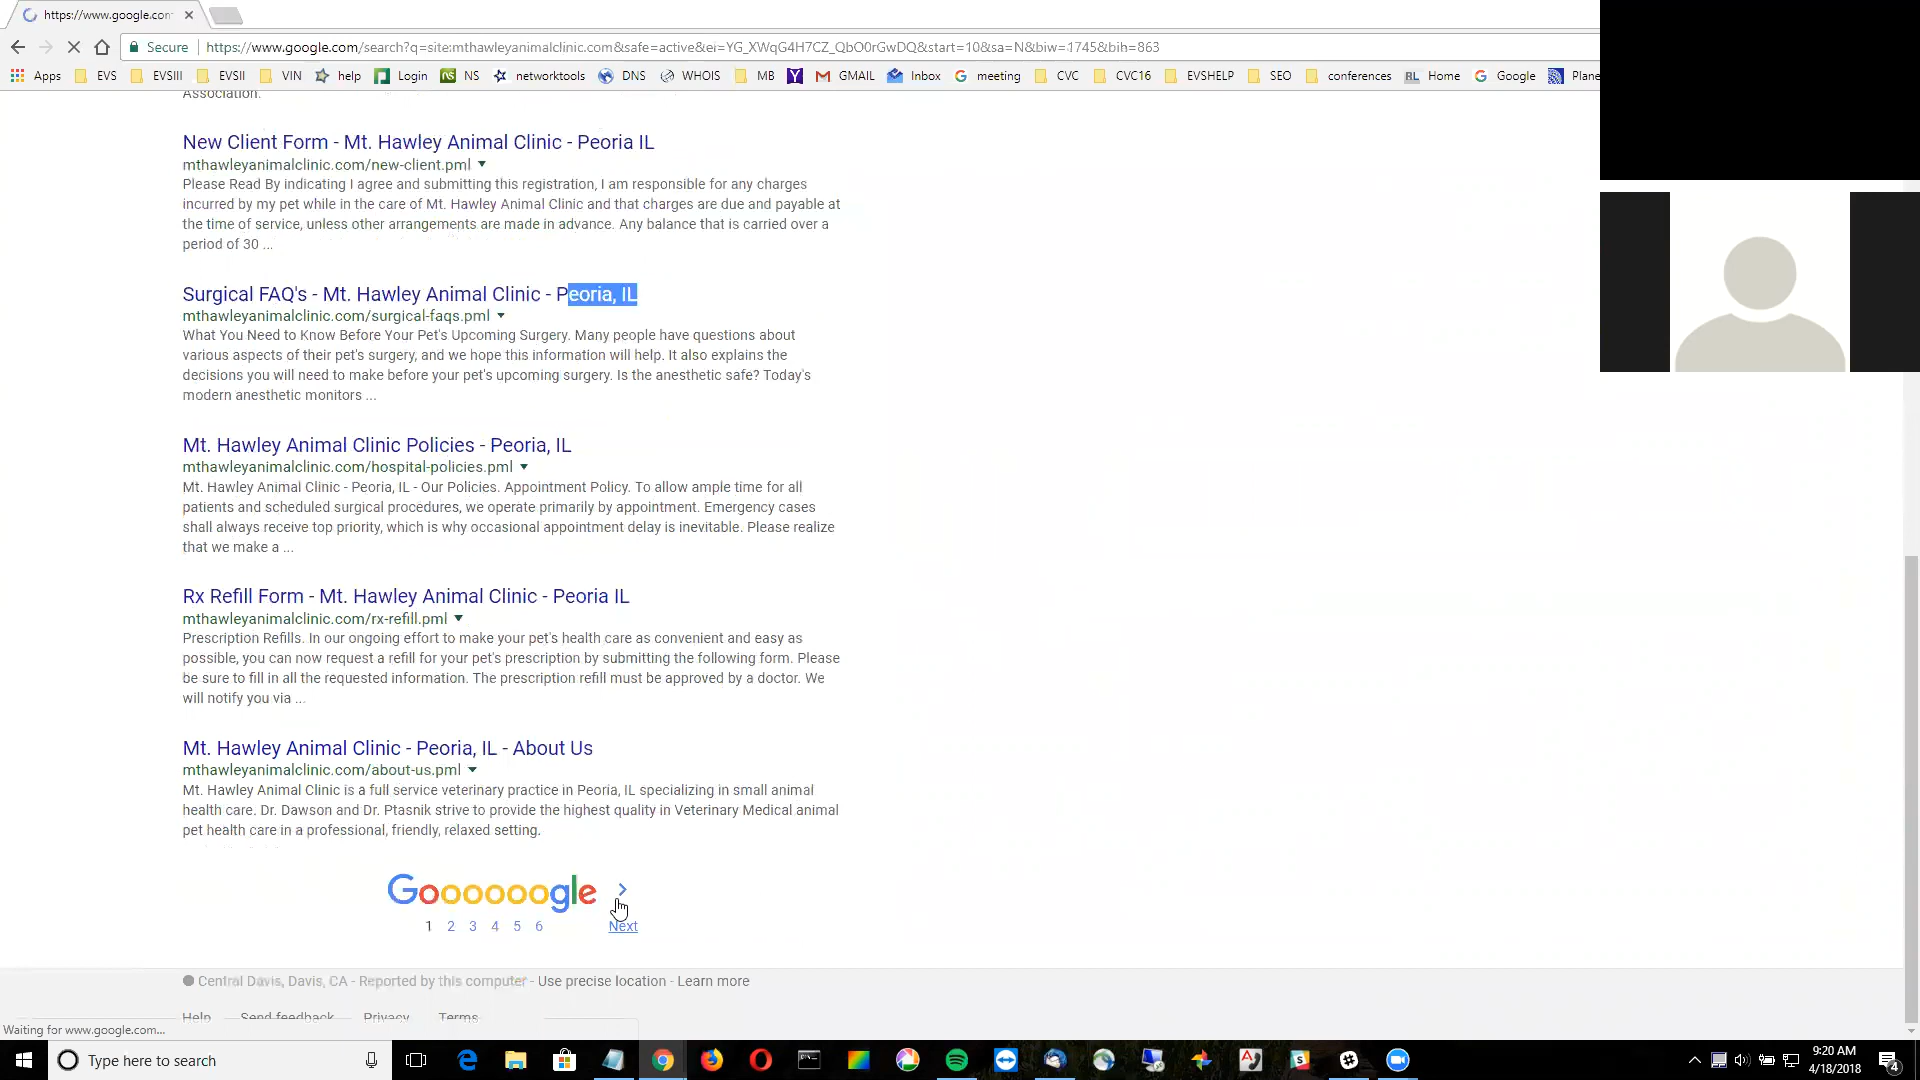 https://www.google.com
Secure https://www.google.com/search?q=site:mthawleyanimalclinic.com&safe=active&ei=YG_XWqG4H7CZ_QbO0rGwDQ&start=10&sa=N&biw=1745&bih=863
Apps EVS EVSIII EVSII VIN help Login NS networktools DNS WHOIS MB GMAIL Inbox meeting CVC CVC16 EVSHELP SEO conferences Home Google Plane
Association.
New Client Form - Mt. Hawley Animal Clinic - Peoria IL
mthawleyanimalclinic.com/new-client.pml
Please Read By indicating I agree and submitting this registration, I am responsible for any charges
incurred by my pet while in the care of Mt. Hawley Animal Clinic and that charges are due and payable at
the time of service, unless other arrangements are made in advance. Any balance that is carried over a
period of 30 ...
Surgical FAQ's - Mt. Hawley Animal Clinic - Peoria, IL
mthawleyanimalclinic.com/surgical-faqs.pml
What You Need to Know Before Your Pet's Upcoming Surgery. Many people have questions about
various aspects of their pet's surgery, and we hope this information will help. It also explains the
decisions you will need to make before your pet's upcoming surgery. Is the anesthetic safe? Today's
modern anesthetic monitors ...
Mt. Hawley Animal Clinic Policies - Peoria, IL
mthawleyanimalclinic.com/hospital-policies.pml
Mt. Hawley Animal Clinic - Peoria, IL - Our Policies. Appointment Policy. To allow ample time for all
patients and scheduled surgical procedures, we operate primarily by appointment. Emergency cases
shall always receive top priority, which is why occasional appointment delay is inevitable. Please realize
that we make a ...
Rx Refill Form - Mt. Hawley Animal Clinic - Peoria IL
mthawleyanimalclinic.com/rx-refill.pml
Prescription Refills. In our ongoing effort to make your pet's health care as convenient and easy as
possible, you can now request a refill for your pet's prescription by submitting the following form. Please
be sure to fill in all the requested information. The prescription refill must be approved by a doctor. We
will notify you via ...
Mt. Hawley Animal Clinic - Peoria, IL - About Us
mthawleyanimalclinic.com/about-us.pml
Mt. Hawley Animal Clinic is a full service veterinary practice in Peoria, IL specializing in small animal
health care. Dr. Dawson and Dr. Ptasnik strive to provide the highest quality in Veterinary Medical animal
pet health care in a professional, friendly, relaxed setting.
Goooooogle
1 2 3 4 5 6 Next
Central Davis, Davis, CA - Reported by this computer - Use precise location - Learn more
Help Send feedback Privacy Terms
Waiting for www.google.com...
Type here to search
9:20 AM
4/18/2018
4